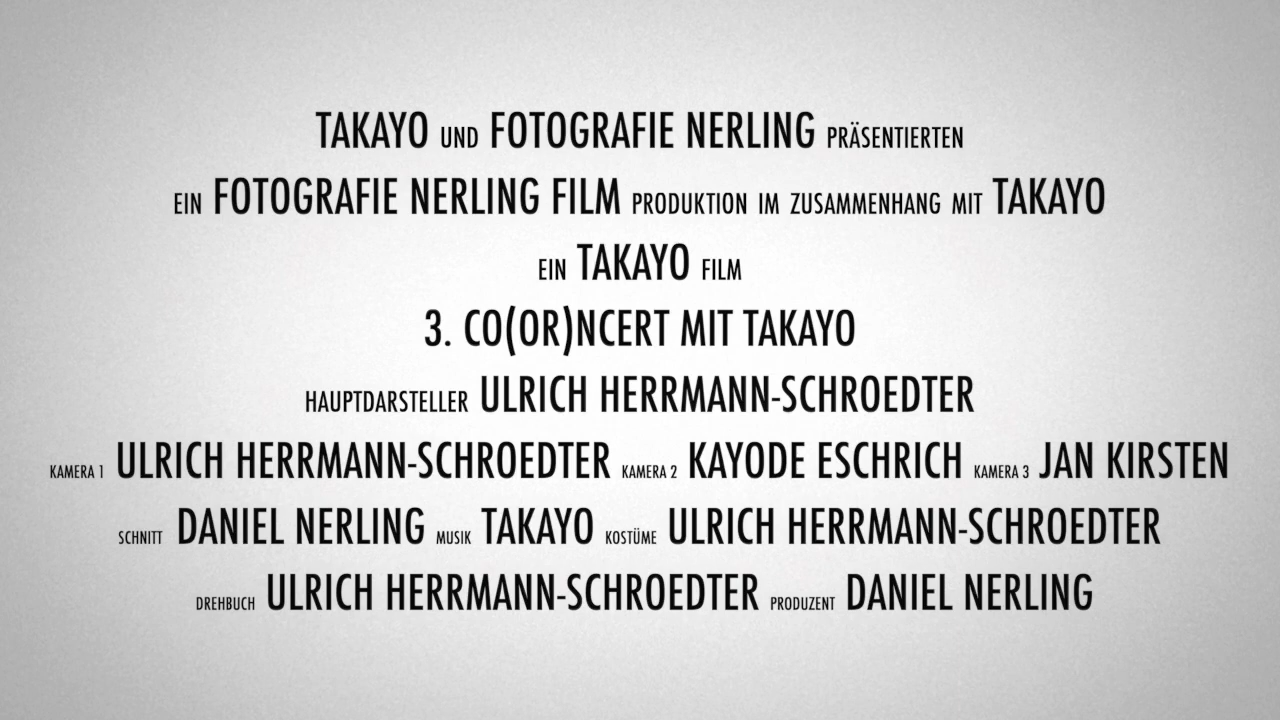 TAKAYO UND FOTOGRAFIE NERLING PRÄSENTIERTEN
EIN FOTOGRAFIE NERLING FILM PRODUKTION IM ZUSAMMENHANG MIT TAKAYO
EIN TAKAYO FILM
3. CO(OR)NCERT MIT TAKAYO
HAUPTDARSTELLER ULRICH HERRMANN-SCHROEDTER
KAMERA 1 ULRICH HERRMANN-SCHROEDTER KAMERA 2 KAYODE ESCHRICH KAMERA 3 JAN KIRSTEN
SCHNITT DANIEL NERLING MUSIK TAKAYO KOSTÜME ULRICH HERRMANN-SCHROEDTER
DREHBUCH ULRICH HERRMANN-SCHROEDTER PRODUZENT DANIEL NERLING